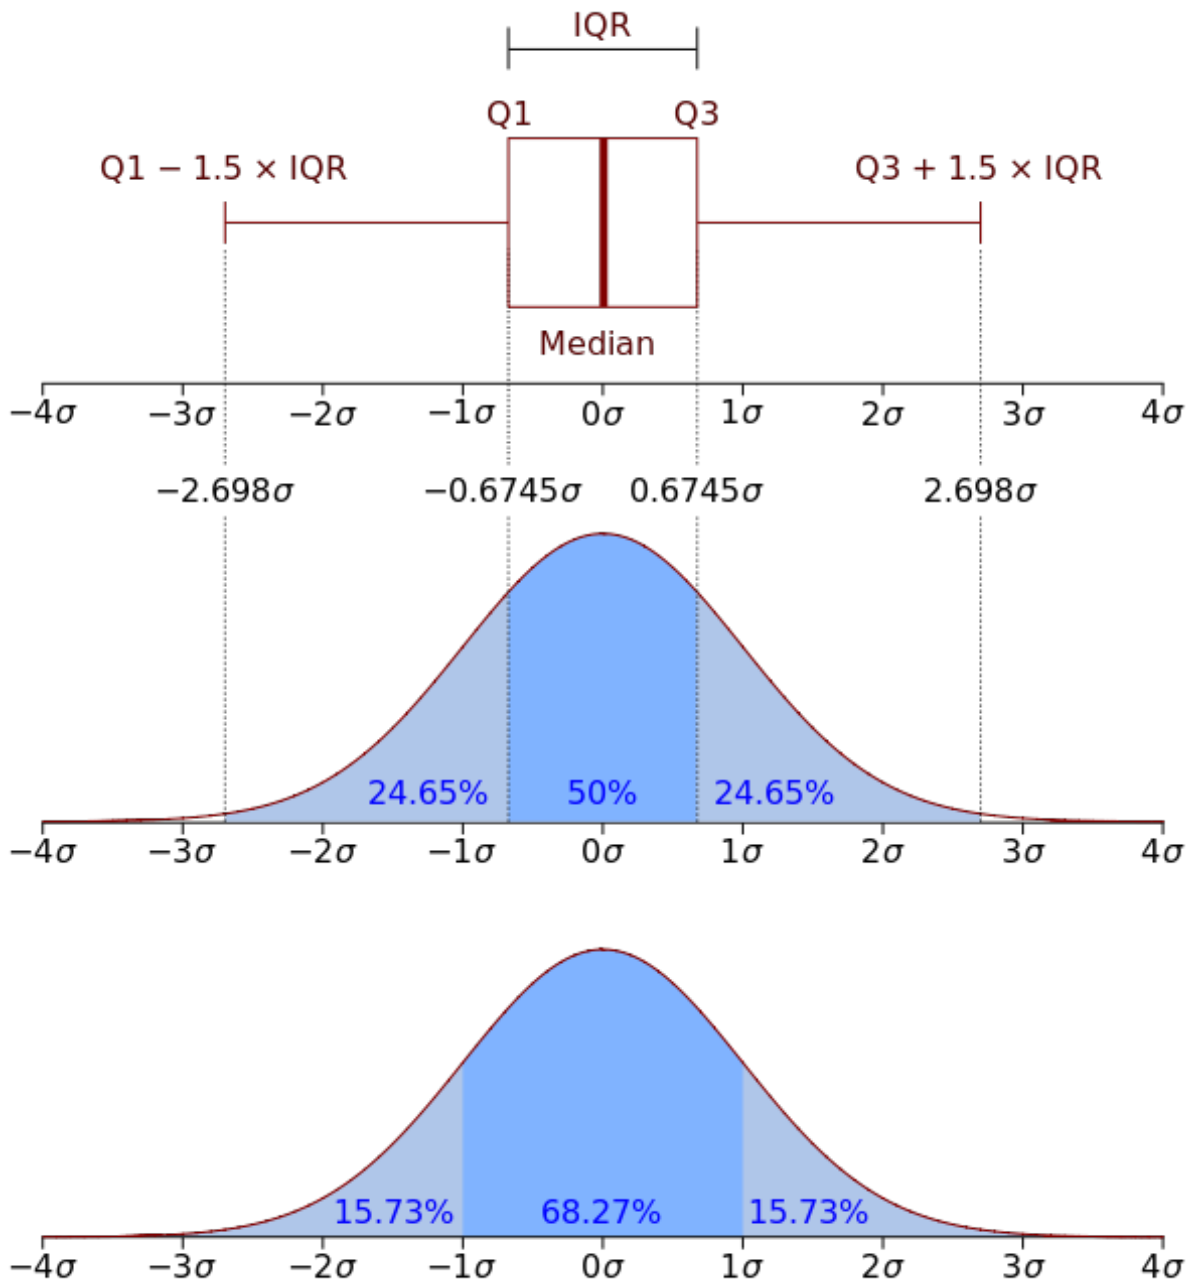 IQR
Q1 Q3
Q1 − 1.5 × IQR Q3 + 1.5 × IQR
Median
−4σ −3σ −2σ −1σ 0σ 1σ 2σ 3σ 4σ
−2.698σ −0.6745σ 0.6745σ 2.698σ
24.65% 50% 24.65%
−4σ −3σ −2σ −1σ 0σ 1σ 2σ 3σ 4σ
15.73% 68.27% 15.73%
−4σ −3σ −2σ −1σ 0σ 1σ 2σ 3σ 4σ